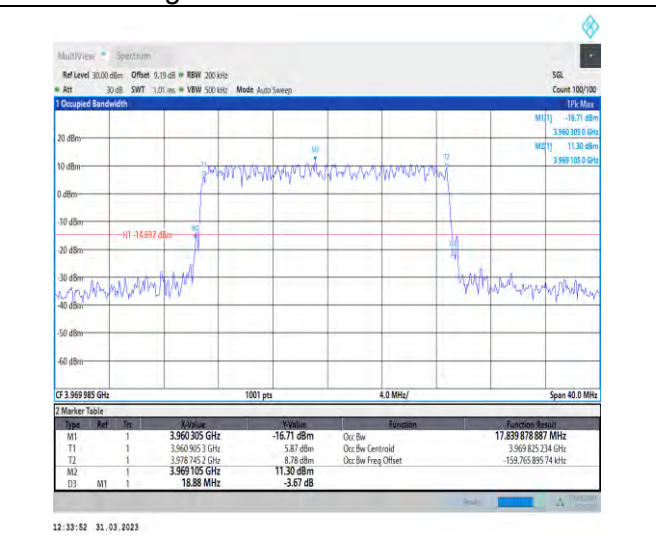 MultiView Spectrum
Ref Level 30.00 dBm Offset 9.19 dB RBW 200 kHz SGL
Att 30 dB SWT 1.01 ms VBW 500 kHz Mode Auto Sweep Count 100/100
1 Occupied Bandwidth 1Pk Max
M1[1] -16.71 dBm
3.960 305 0 GHz
M2[1] 11.30 dBm
3.969 105 0 GHz
20 dBm
M2
T1 T2
10 dBm
0 dBm
-10 dBm
H1 -14.697 dBm
-20 dBm
-30 dBm
-40 dBm
-50 dBm
-60 dBm
CF 3.969 985 GHz 1001 pts 4.0 MHz/ Span 40.0 MHz
2 Marker Table
Type Ref Trc X-Value Y-Value Function Function Result
M1 1 3.960 305 GHz -16.71 dBm Occ Bw 17.839 878 887 MHz
T1 1 3.960 905 3 GHz 5.87 dBm Occ Bw Centroid 3.969 825 234 GHz
T2 1 3.978 745 2 GHz 8.78 dBm Occ Bw Freq Offset -159.765 895 74 kHz
M2 1 3.969 105 GHz 11.30 dBm
D3 M1 1 18.88 MHz -3.67 dB
12:33:52 31.03.2023